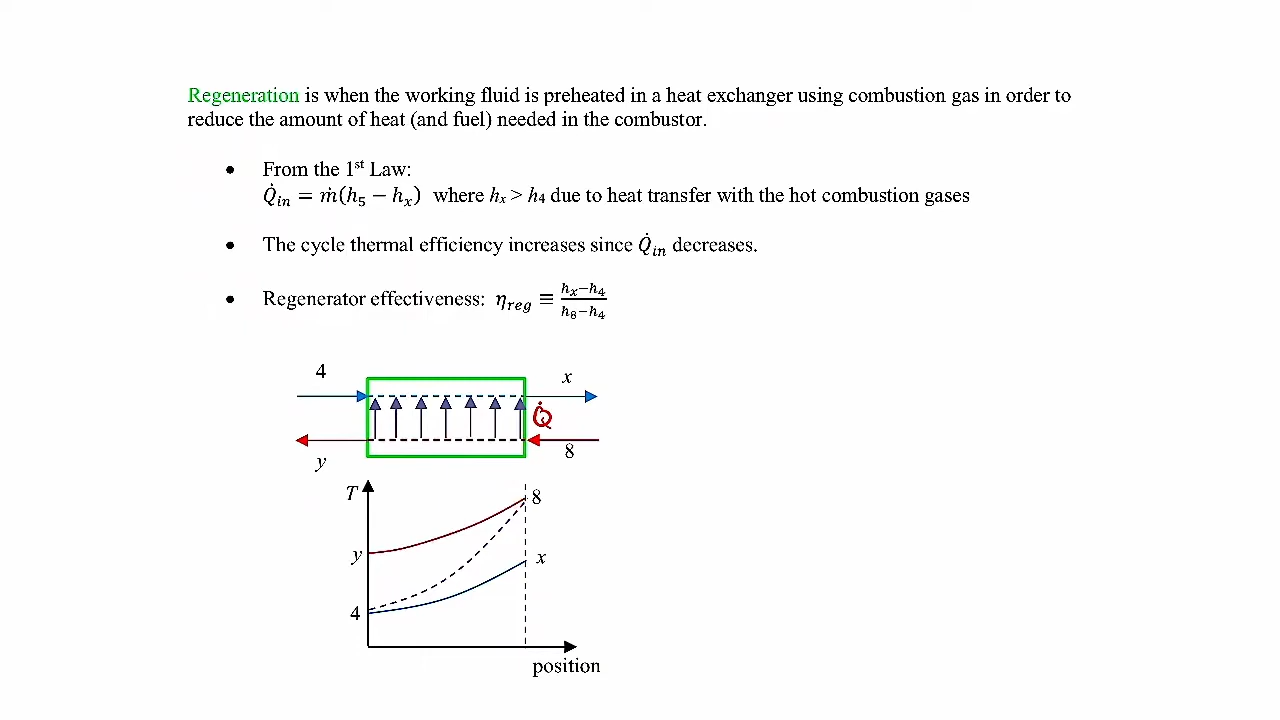 Regeneration is when the working fluid is preheated in a heat exchanger using combustion gas in order to
reduce the amount of heat (and fuel) needed in the combustor.
• From the 1ˢᵗ Law:
Q̇ᵢₙ = ṁ(h₅ − hₓ) where hₓ > h₄ due to heat transfer with the hot combustion gases
• The cycle thermal efficiency increases since Q̇ᵢₙ decreases.
• Regenerator effectiveness: η_reg ≡ (hₓ−h₄)/(h₈−h₄)
4
x
Q̇
y
8
T
8
y
x
4
position